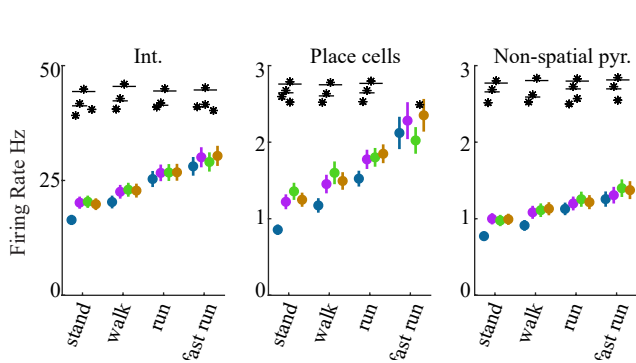 Int.
Place cells
Non-spatial pyr.
Firing Rate Hz
50
25
0
3
2
1
0
3
2
1
0
stand
walk
run
fast run
stand
walk
run
fast run
stand
walk
run
fast run